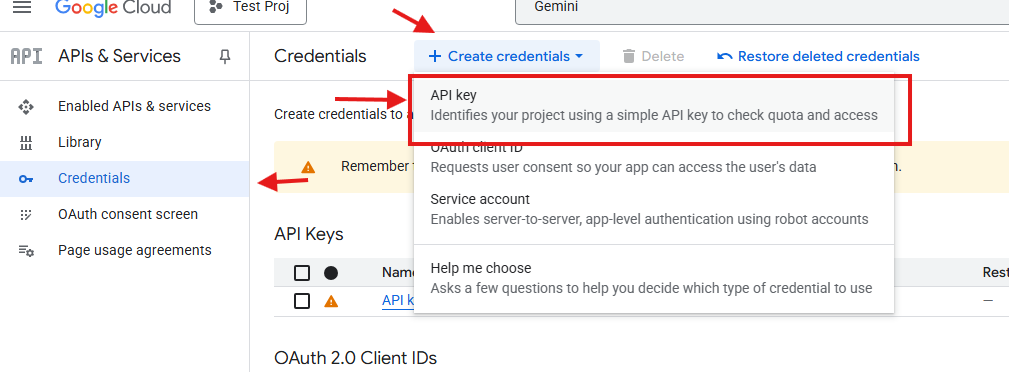 Google Cloud
Test Proj
Gemini
API
APIs & Services
Credentials
+ Create credentials
Delete
Restore deleted credentials
Enabled APIs & services
Library
Credentials
OAuth consent screen
Page usage agreements
Create credentials to a
API key
Identifies your project using a simple API key to check quota and access
OAuth client ID
Requests user consent so your app can access the user's data
Service account
Enables server-to-server, app-level authentication using robot accounts
Help me choose
Asks a few questions to help you decide which type of credential to use
Remember
n.
API Keys
Name
Rest
API k
—
OAuth 2.0 Client IDs